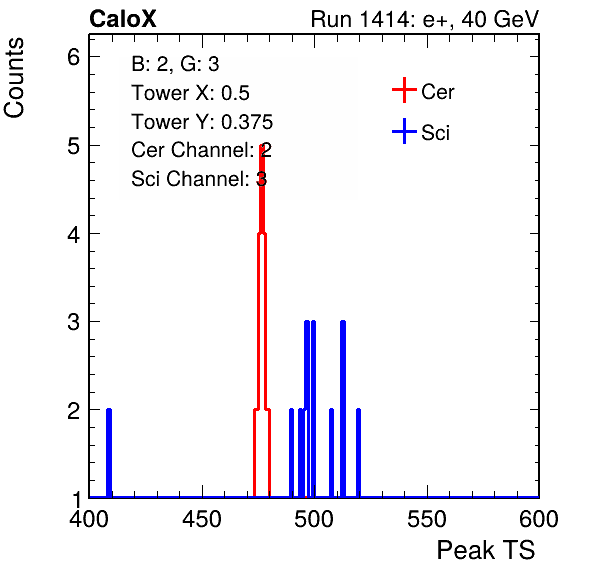 CaloX Run 1414: e+, 40 GeV
Counts
B: 2, G: 3
Tower X: 0.5
Tower Y: 0.375
Cer Channel: 2
Sci Channel: 3
Cer
Sci
6
5
4
3
2
1
400 450 500 550 600
Peak TS